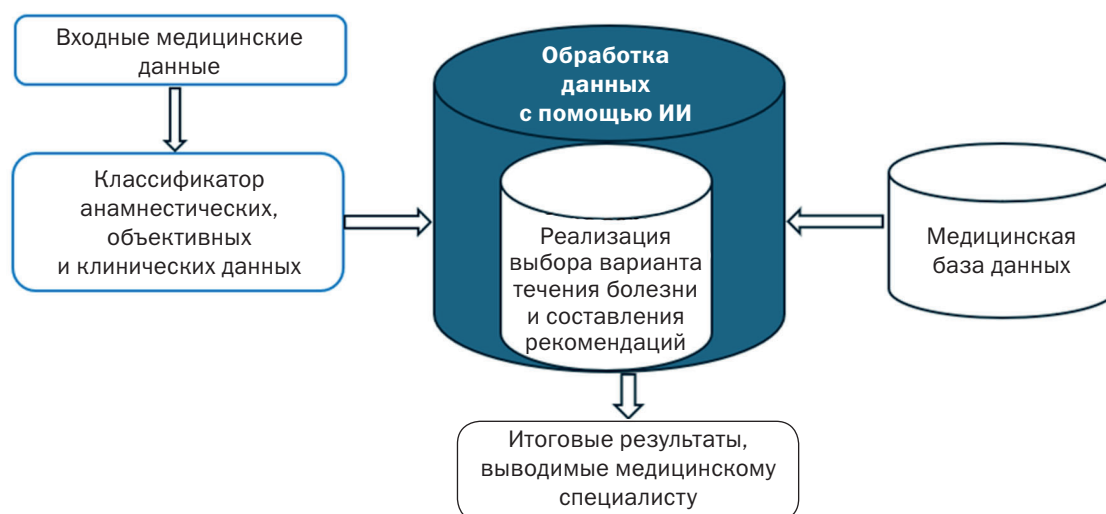 Входные медицинские
данные
Классификатор
анамнестических,
объективных
и клинических данных
Обработка
данных
с помощью ИИ
Реализация
выбора варианта
течения болезни
и составления
рекомендаций
Медицинская
база данных
Итоговые результаты,
выводимые медицинскому
специалисту